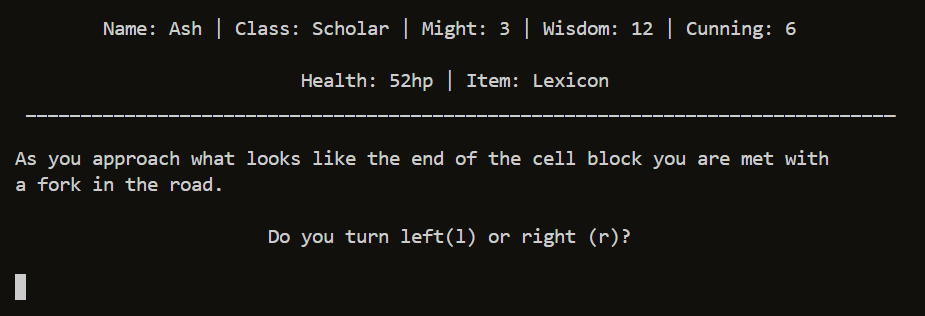 Name: Ash | Class: Scholar | Might: 3 | Wisdom: 12 | Cunning: 6
Health: 52hp | Item: Lexicon
As you approach what looks like the end of the cell block you are met with
a fork in the road.
Do you turn left(l) or right (r)?